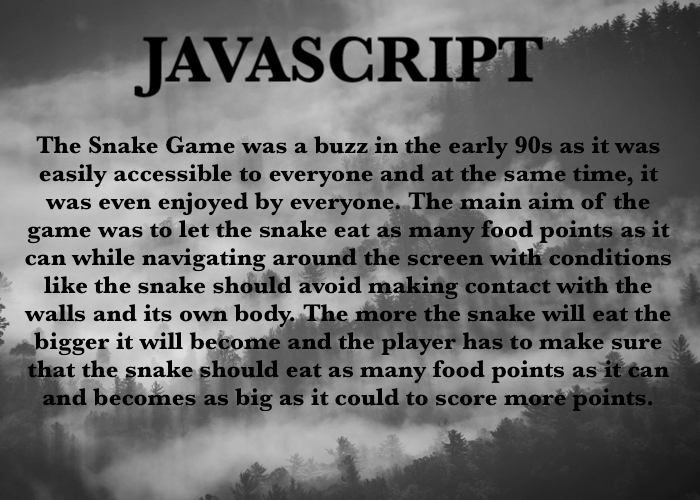 JAVASCRIPT
The Snake Game was a buzz in the early 90s as it was
easily accessible to everyone and at the same time, it
was even enjoyed by everyone. The main aim of the
game was to let the snake eat as many food points as it
can while navigating around the screen with conditions
like the snake should avoid making contact with the
walls and its own body. The more the snake will eat the
bigger it will become and the player has to make sure
that the snake should eat as many food points as it can
and becomes as big as it could to score more points.